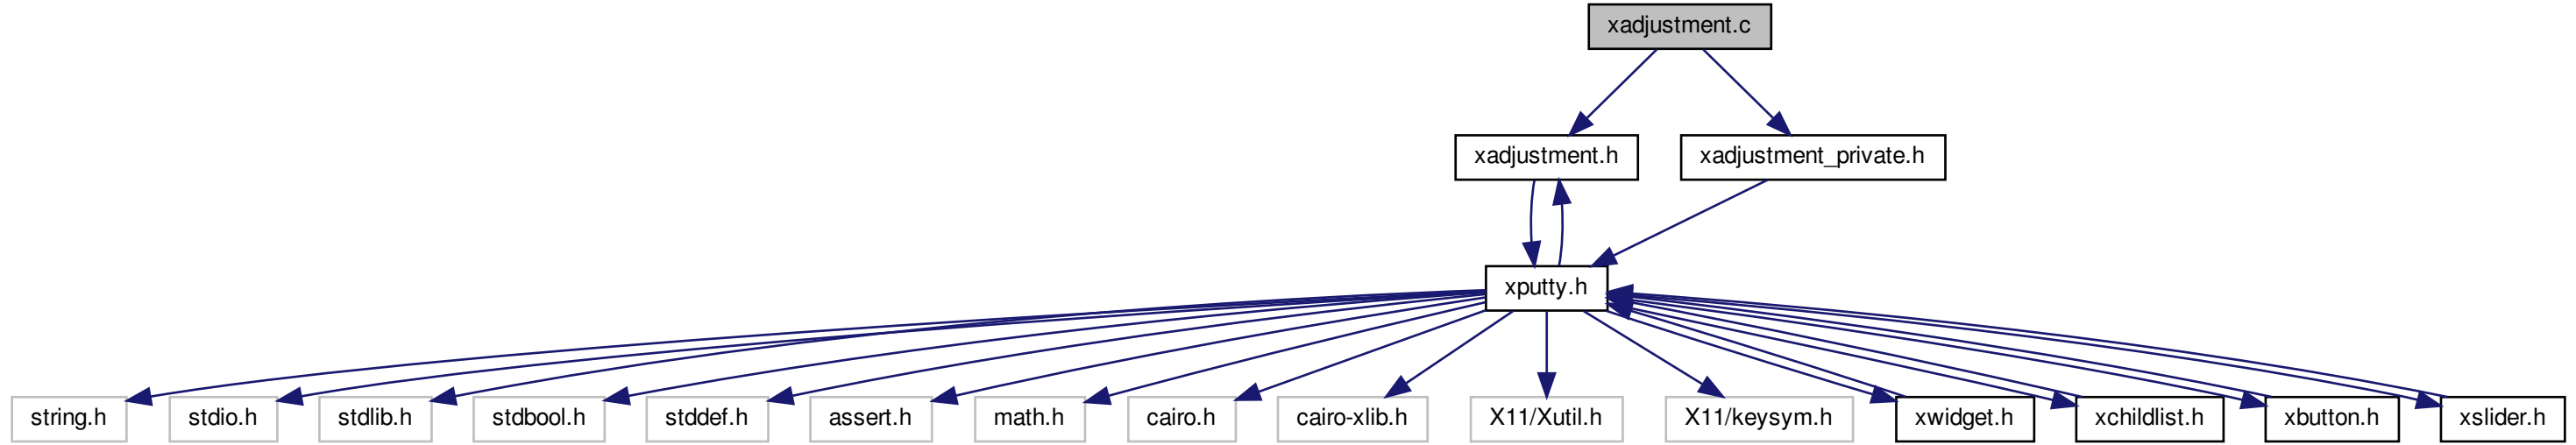 xadjustment.c
xadjustment.h
xadjustment_private.h
xputty.h
string.h
stdio.h
stdlib.h
stdbool.h
stddef.h
assert.h
math.h
cairo.h
cairo-xlib.h
X11/Xutil.h
X11/keysym.h
xwidget.h
xchildlist.h
xbutton.h
xslider.h